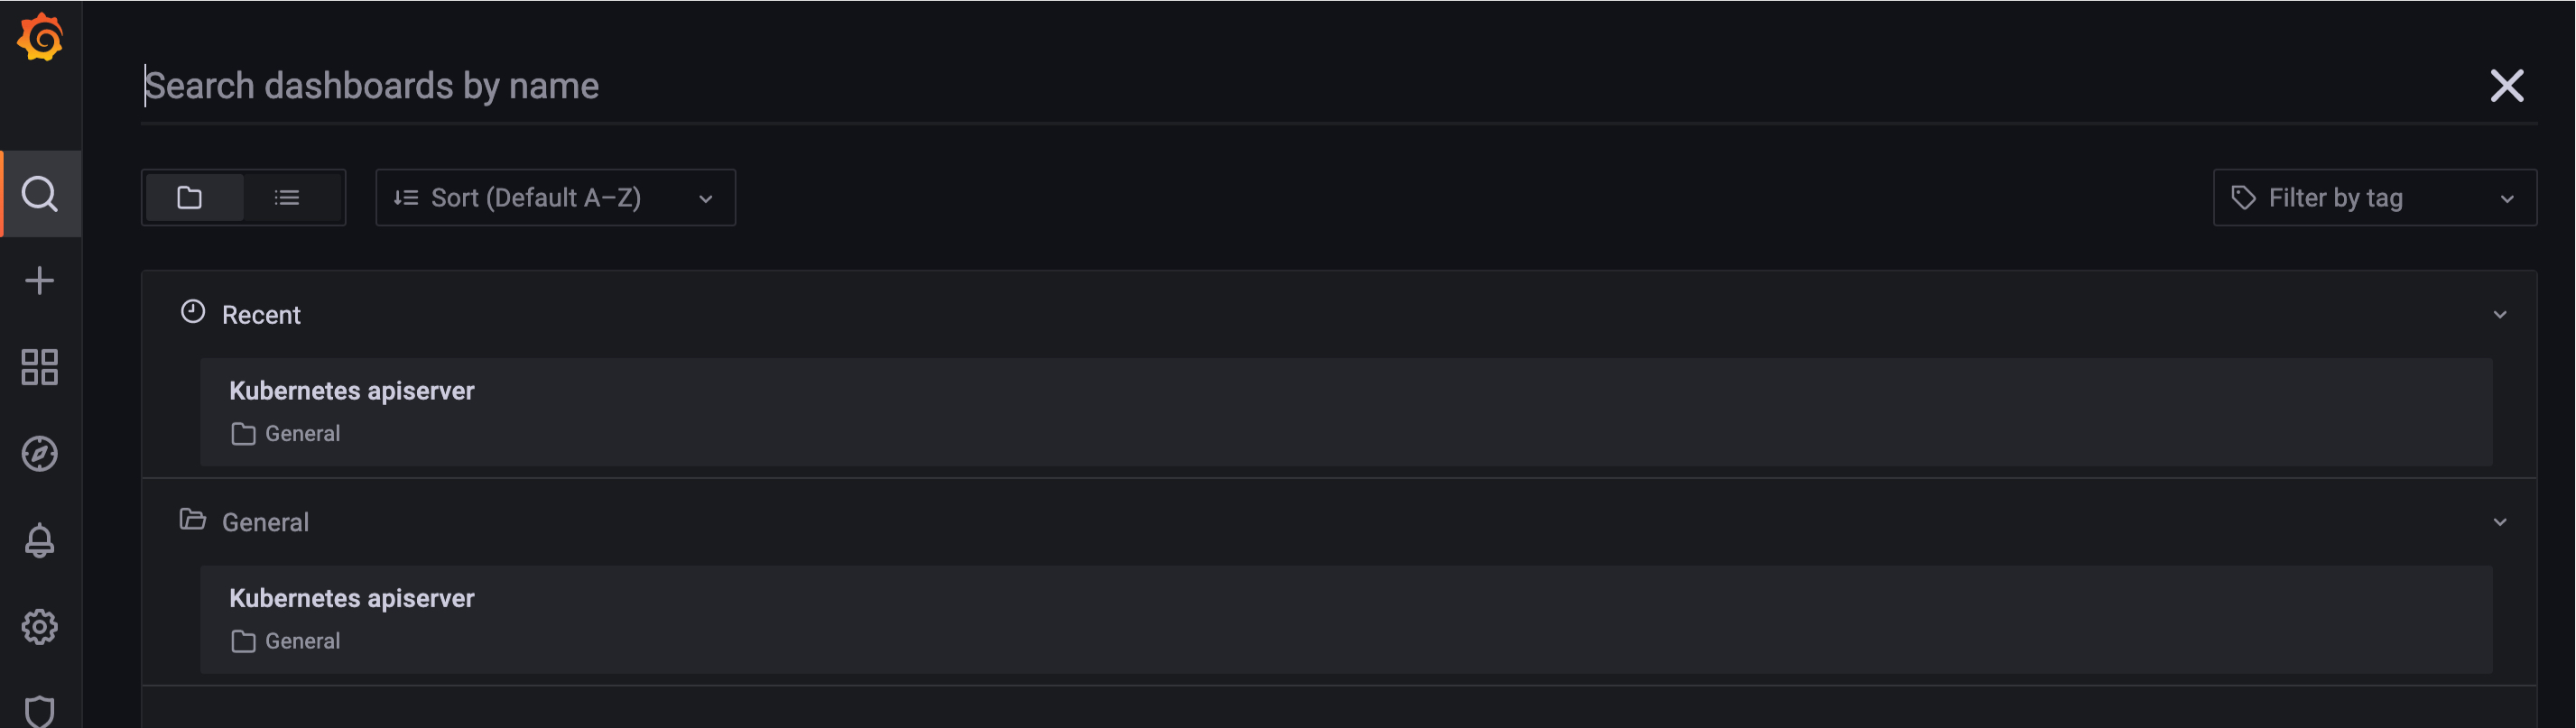 Search dashboards by name
Sort (Default A–Z)
Filter by tag
Recent
Kubernetes apiserver
General
General
Kubernetes apiserver
General